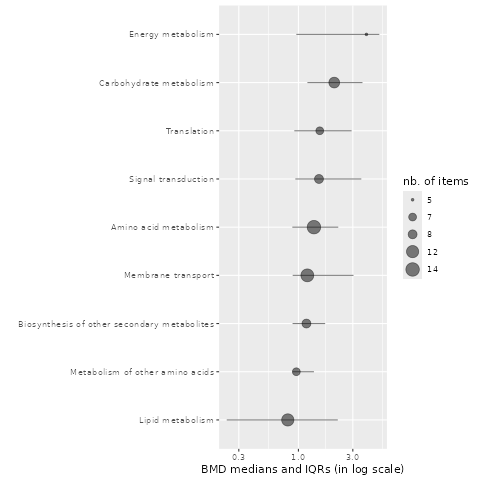 Energy metabolism
Carbohydrate metabolism
Translation
Signal transduction
Amino acid metabolism
Membrane transport
Biosynthesis of other secondary metabolites
Metabolism of other amino acids
Lipid metabolism
0.3 1.0 3.0
BMD medians and IQRs (in log scale)
nb. of items
5
7
8
12
14